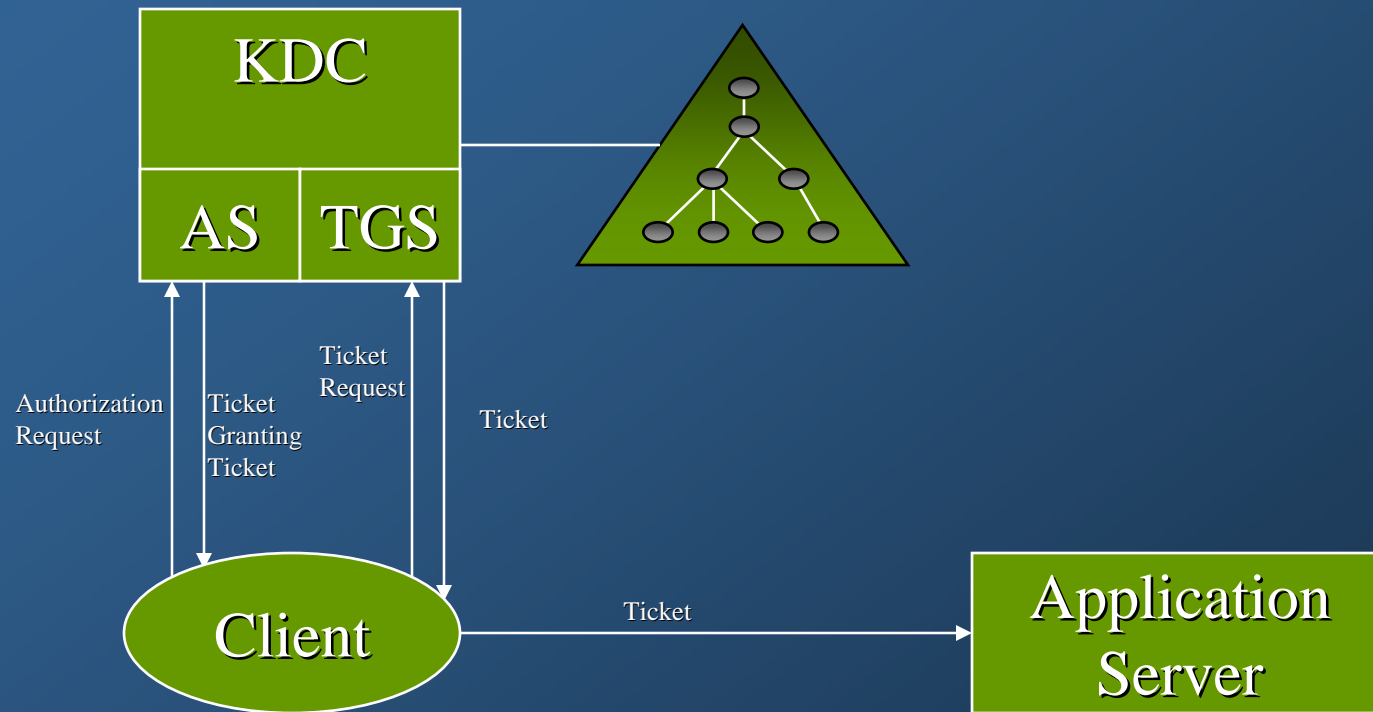 KDC
AS
TGS
Ticket
Request
Authorization
Request
Ticket
Granting
Ticket
Ticket
Client
Ticket
Application
Server